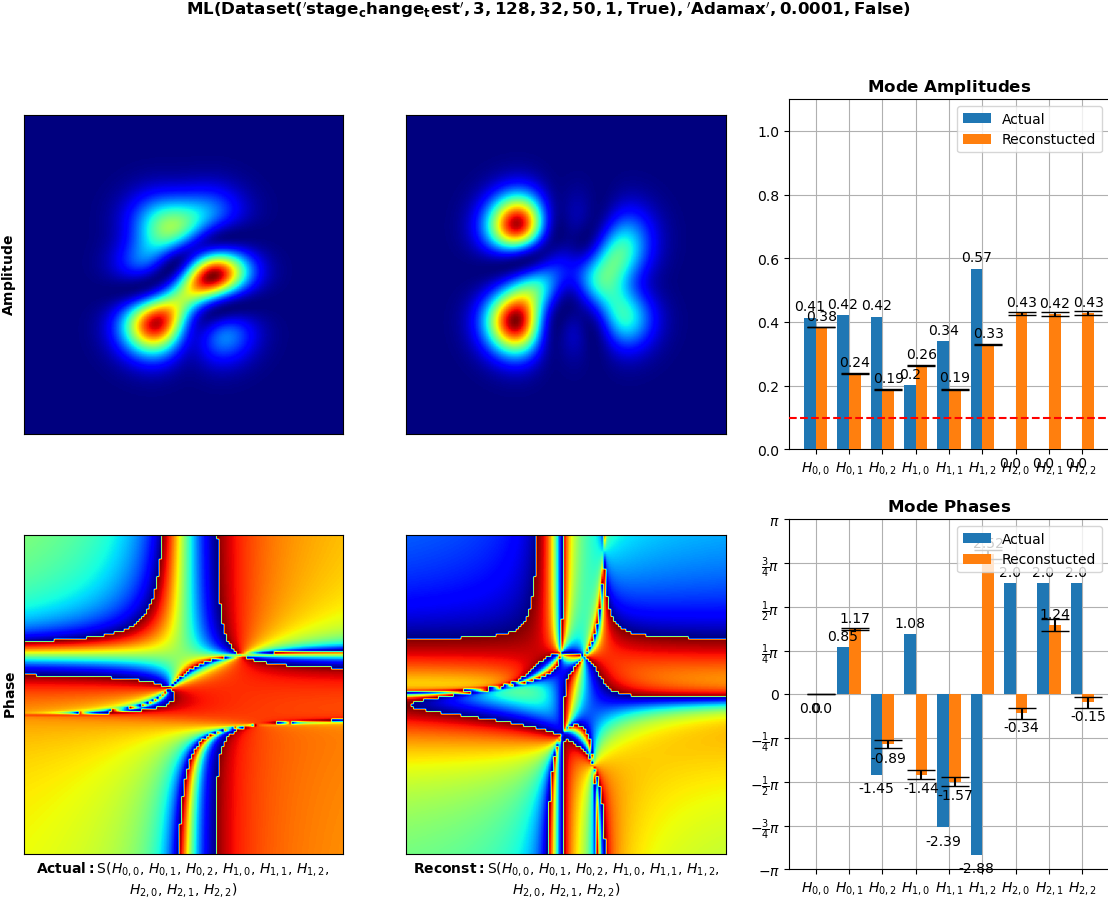 ML(Dataset('stage_change_test', 3, 128, 32, 50, 1, True), 'Adamax', 0.0001, False)
Amplitude
Mode Amplitudes
Actual
Reconstucted
1.0
0.8
0.6
0.4
0.2
0.0
0.41 0.38 0.42 0.24 0.42 0.19 0.2 0.26 0.34 0.19 0.57 0.33 0.0 0.43 0.0 0.42 0.0 0.43
H0,0 H0,1 H0,2 H1,0 H1,1 H1,2 H2,0 H2,1 H2,2
Phase
Mode Phases
Actual
Reconstucted
π
3/4π
1/2π
1/4π
0
−1/4π
−1/2π
−3/4π
−π
0.0 0.0 0.85 1.17 -1.45 -0.89 1.08 -1.44 -2.39 -1.57 -2.88 2.52 2.0 -0.34 2.0 1.24 2.0 -0.15
H0,0 H0,1 H0,2 H1,0 H1,1 H1,2 H2,0 H2,1 H2,2
Actual: S(H0,0, H0,1, H0,2, H1,0, H1,1, H1,2,
H2,0, H2,1, H2,2)
Reconst: S(H0,0, H0,1, H0,2, H1,0, H1,1, H1,2,
H2,0, H2,1, H2,2)